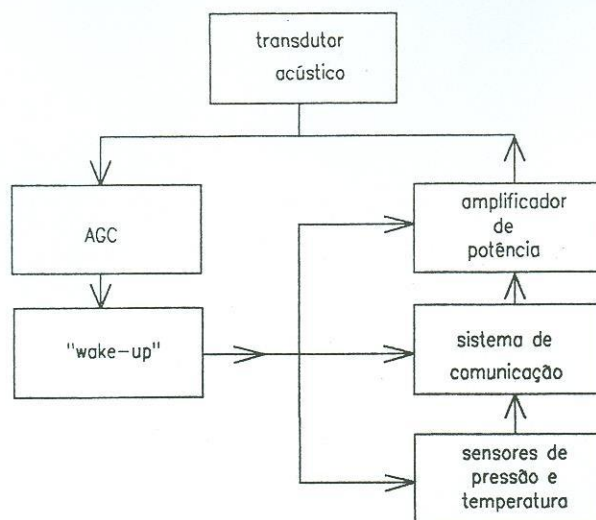 transdutor
acústico
AGC
"wake-up"
amplificador
de
potência
sistema de
comunicação
sensores de
pressão e
temperatura